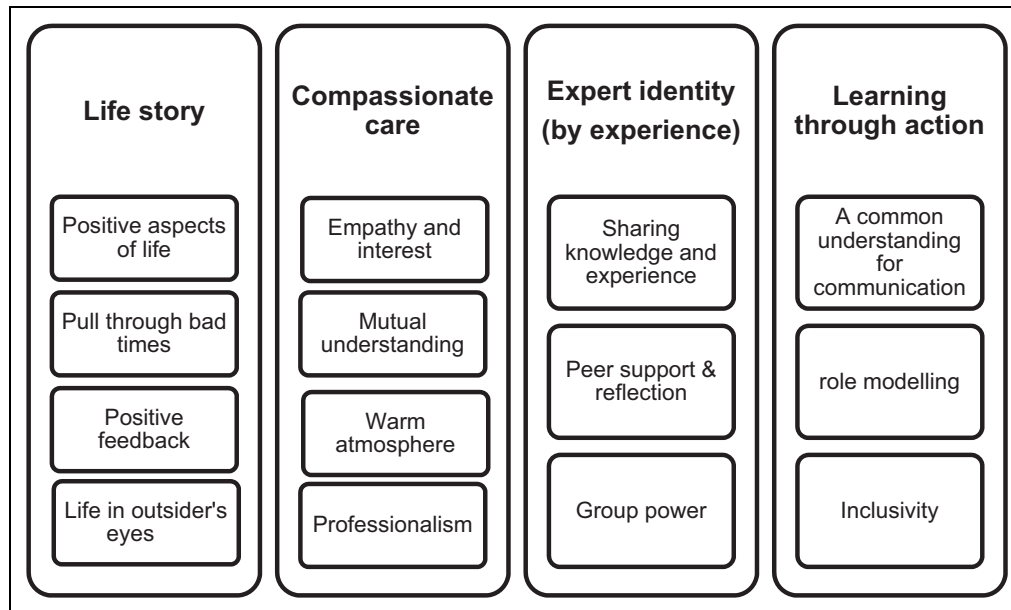 Life story
Positive aspects
of life
Pull through bad
times
Positive
feedback
Life in outsider's
eyes
Compassionate
care
Empathy and
interest
Mutual
understanding
Warm
atmosphere
Professionalism
Expert identity
(by experience)
Sharing
knowledge and
experience
Peer support &
reflection
Group power
Learning
through action
A common
understanding
for
communication
role modelling
Inclusivity